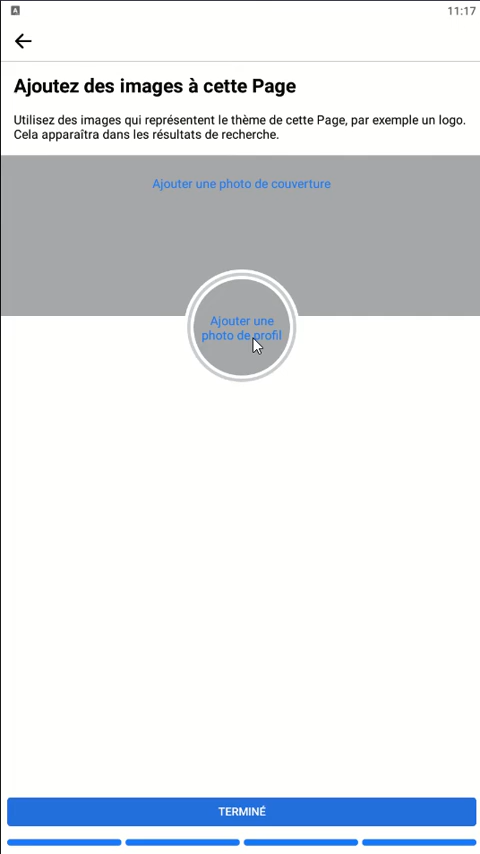 A
11:17
Ajoutez des images à cette Page
Utilisez des images qui représentent le thème de cette Page, par exemple un logo.
Cela apparaîtra dans les résultats de recherche.
Ajouter une photo de couverture
Ajouter une
photo de profil
TERMINÉ